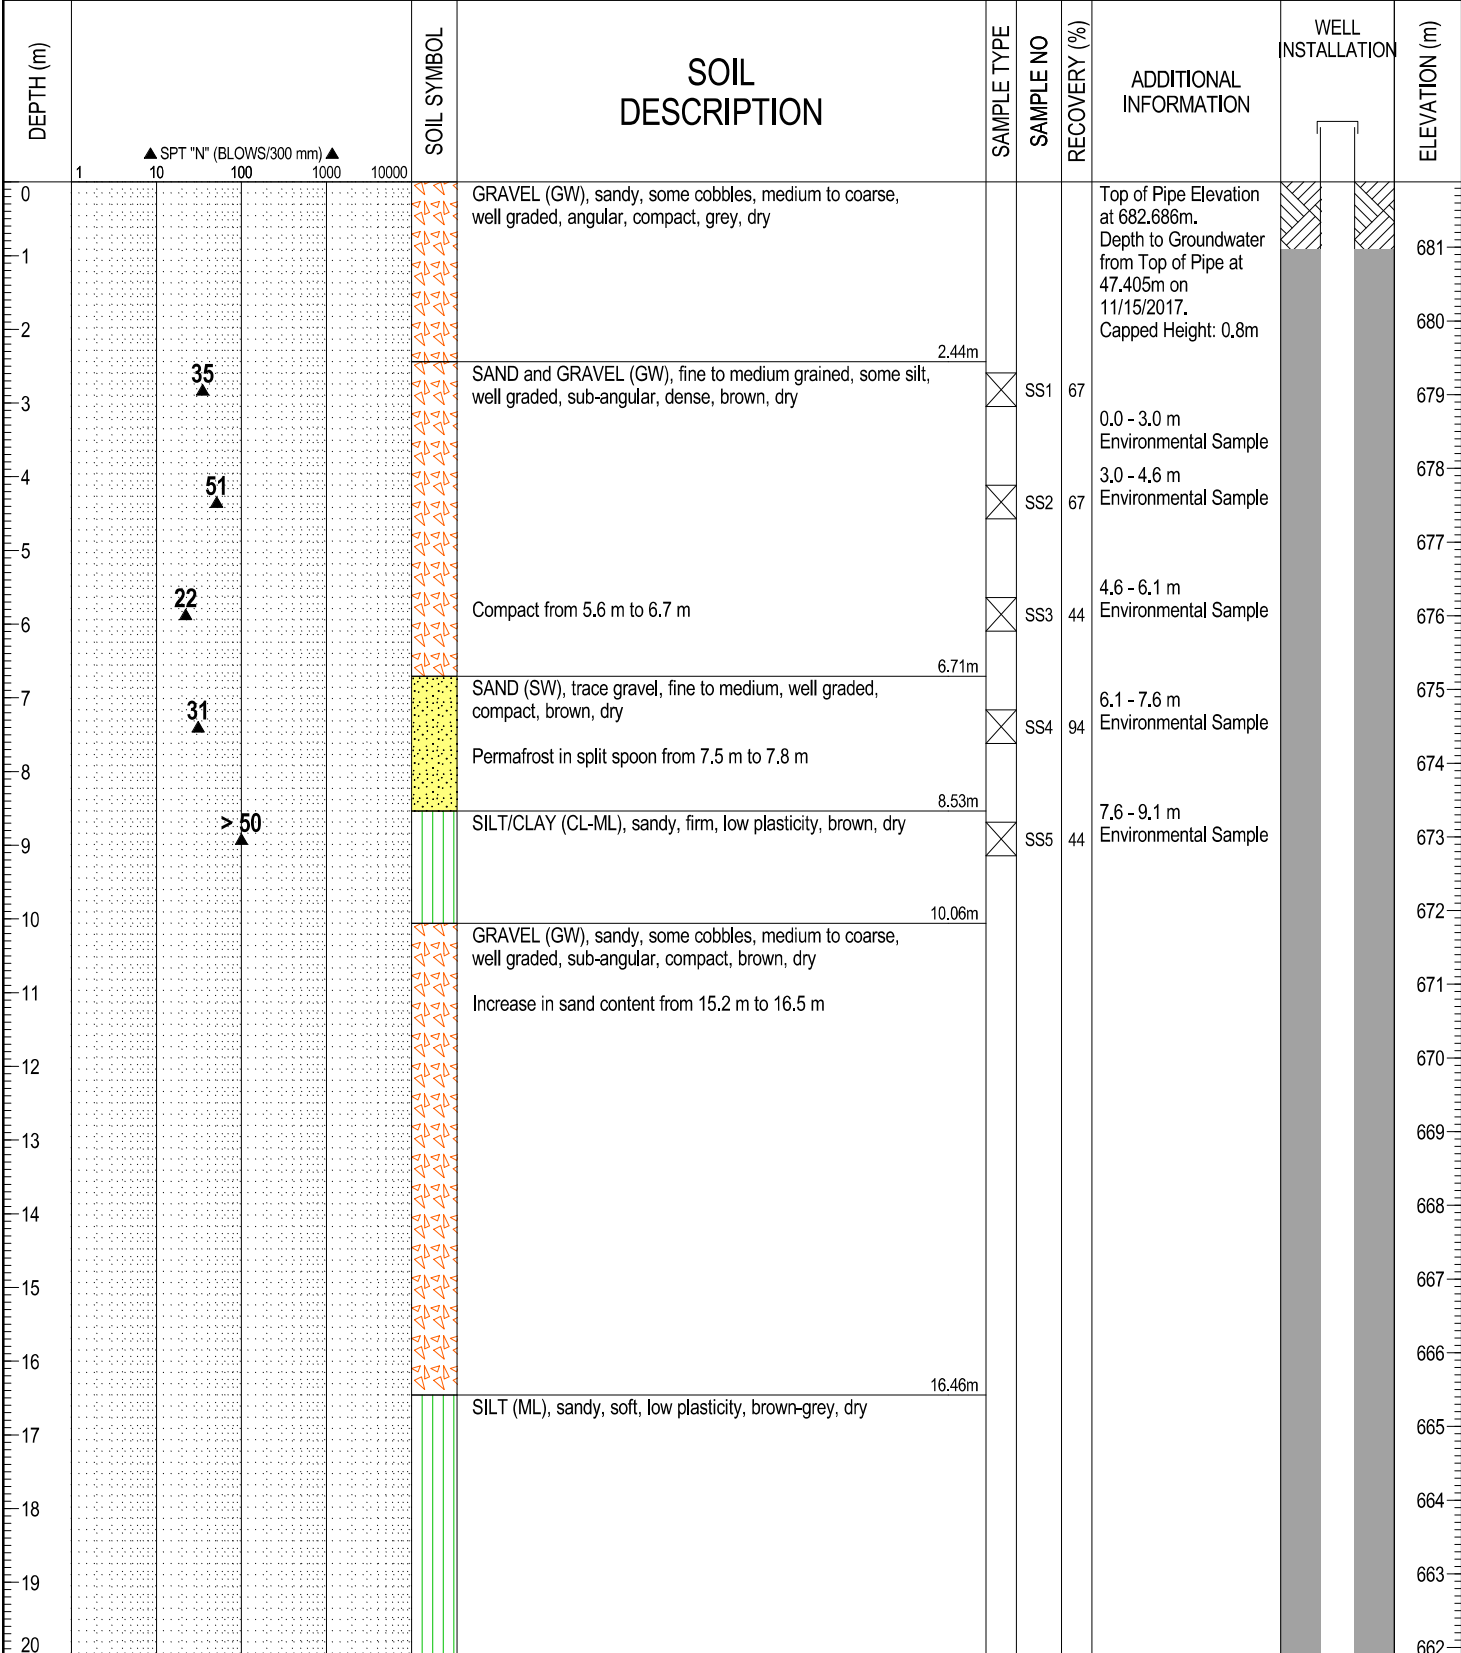 DEPTH (m)
▲ SPT "N" (BLOWS/300 mm) ▲
1 10 100 1000 10000
SOIL SYMBOL
SOIL
DESCRIPTION
SAMPLE TYPE
SAMPLE NO
RECOVERY (%)
ADDITIONAL
INFORMATION
WELL
INSTALLATION
ELEVATION (m)
0
1
2
3
4
5
6
7
8
9
10
11
12
13
14
15
16
17
18
19
20
35
51
22
31
> 50
GRAVEL (GW), sandy, some cobbles, medium to coarse,
well graded, angular, compact, grey, dry
2.44m
SAND and GRAVEL (GW), fine to medium grained, some silt,
well graded, sub-angular, dense, brown, dry
Compact from 5.6 m to 6.7 m
6.71m
SAND (SW), trace gravel, fine to medium, well graded,
compact, brown, dry
Permafrost in split spoon from 7.5 m to 7.8 m
8.53m
SILT/CLAY (CL-ML), sandy, firm, low plasticity, brown, dry
10.06m
GRAVEL (GW), sandy, some cobbles, medium to coarse,
well graded, sub-angular, compact, brown, dry
Increase in sand content from 15.2 m to 16.5 m
16.46m
SILT (ML), sandy, soft, low plasticity, brown-grey, dry
SS1 67
SS2 67
SS3 44
SS4 94
SS5 44
Top of Pipe Elevation
at 682.686m.
Depth to Groundwater
from Top of Pipe at
47.405m on
11/15/2017.
Capped Height: 0.8m
0.0 - 3.0 m
Environmental Sample
3.0 - 4.6 m
Environmental Sample
4.6 - 6.1 m
Environmental Sample
6.1 - 7.6 m
Environmental Sample
7.6 - 9.1 m
Environmental Sample
681
680
679
678
677
676
675
674
673
672
671
670
669
668
667
666
665
664
663
662